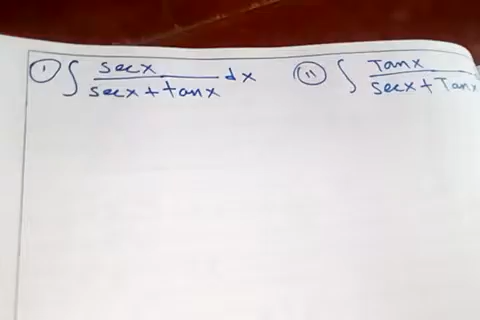 (i) ∫ secx / secx + tanx dx
(ii) ∫ Tanx / secx + Tanx